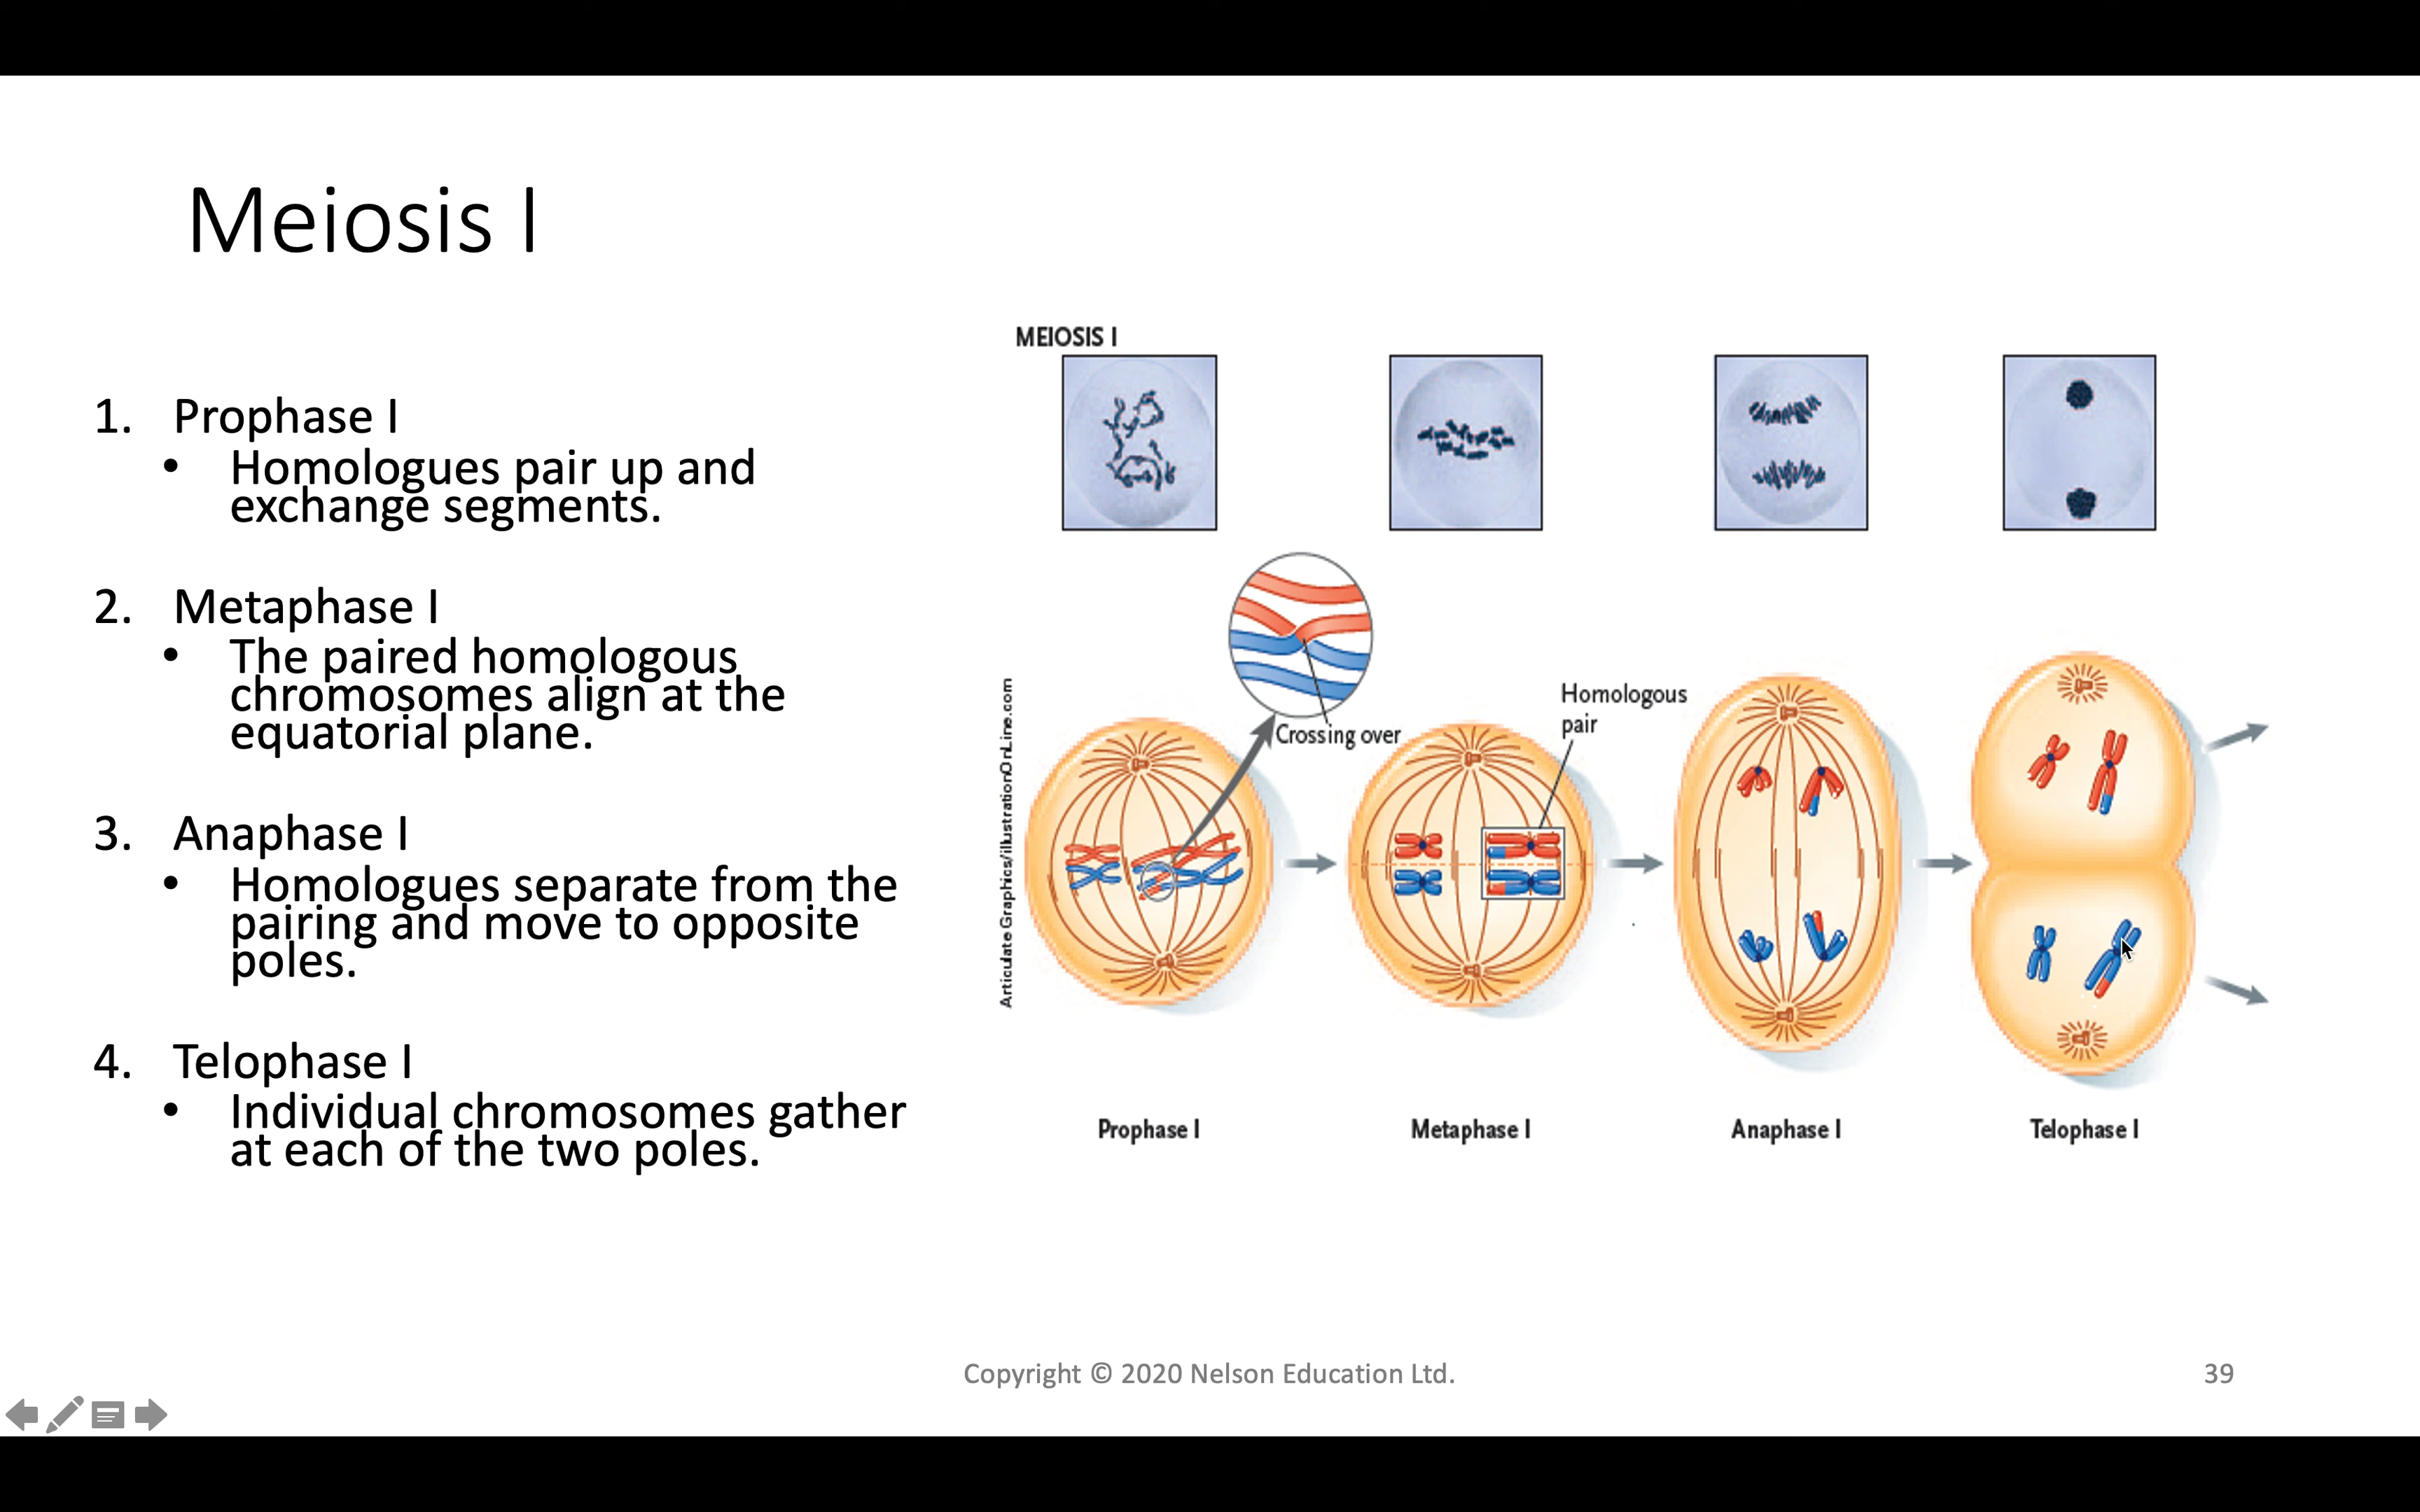 Meiosis I
1. Prophase I
• Homologues pair up and
exchange segments.
2. Metaphase I
• The paired homologous
chromosomes align at the
equatorial plane.
3. Anaphase I
• Homologues separate from the
pairing and move to opposite
poles.
4. Telophase I
• Individual chromosomes gather
at each of the two poles.
MEIOSIS I
Articulate Graphics/illustrationOnLine.com
Crossing over
Homologous
pair
Prophase I
Metaphase I
Anaphase I
Telophase I
Copyright © 2020 Nelson Education Ltd.
39